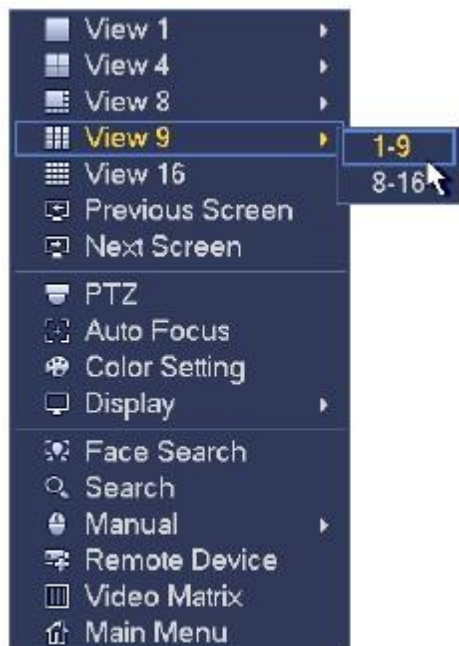 View 1
View 4
View 8
View 9
1-9
View 16
8-16
Previous Screen
Next Screen
PTZ
Auto Focus
Color Setting
Display
Face Search
Search
Manual
Remote Device
Video Matrix
Main Menu